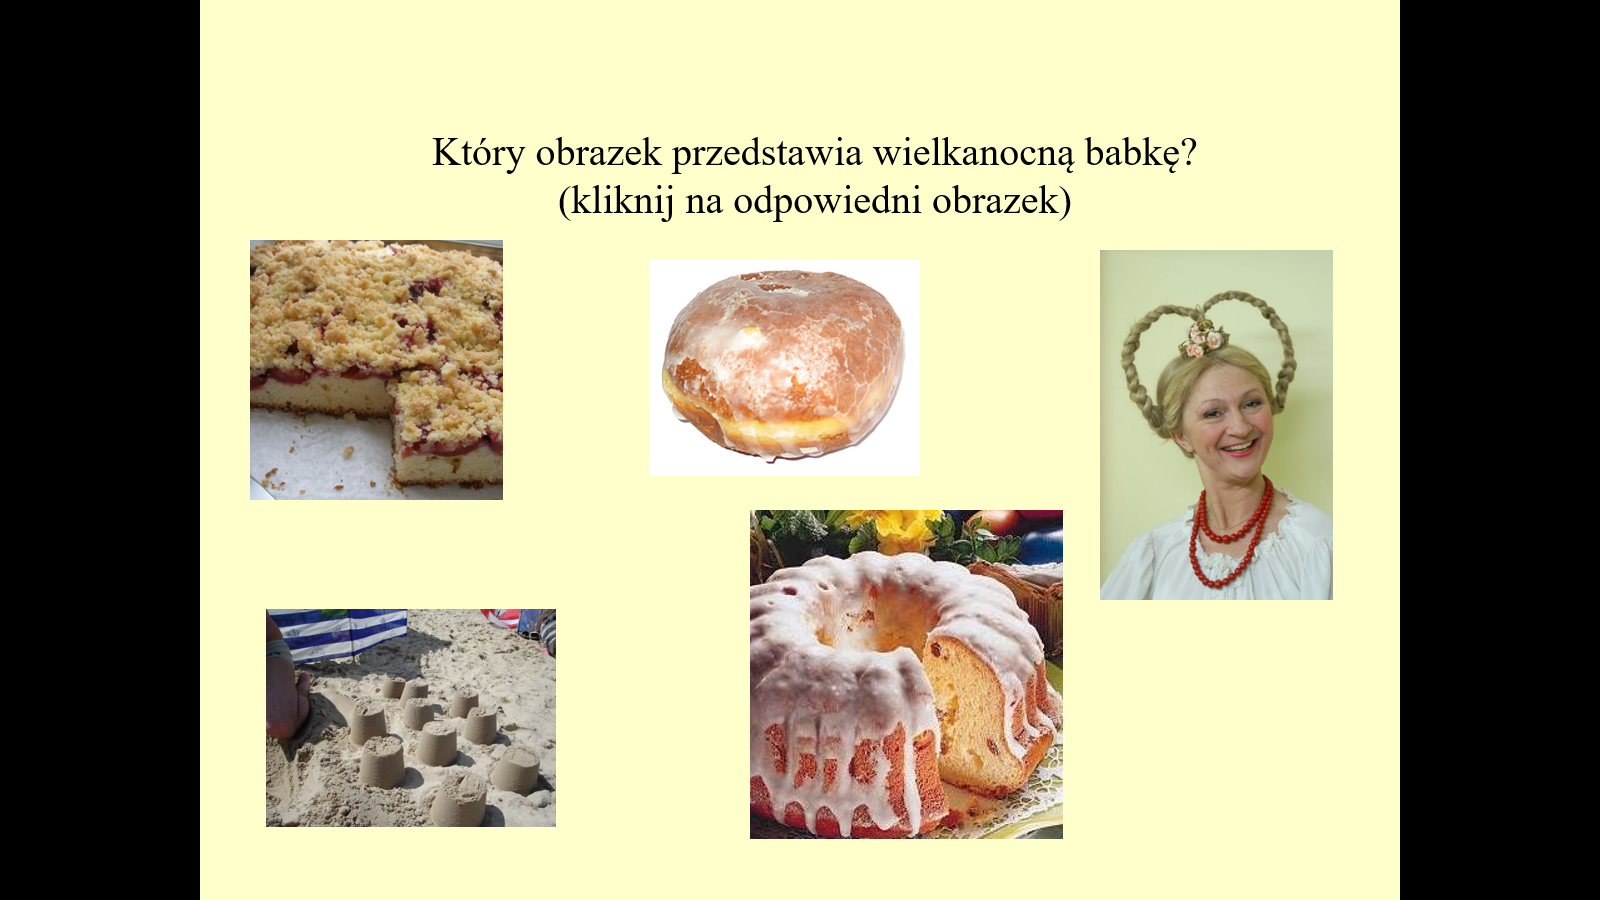 Który obrazek przedstawia wielkanocną babkę?
(kliknij na odpowiedni obrazek)